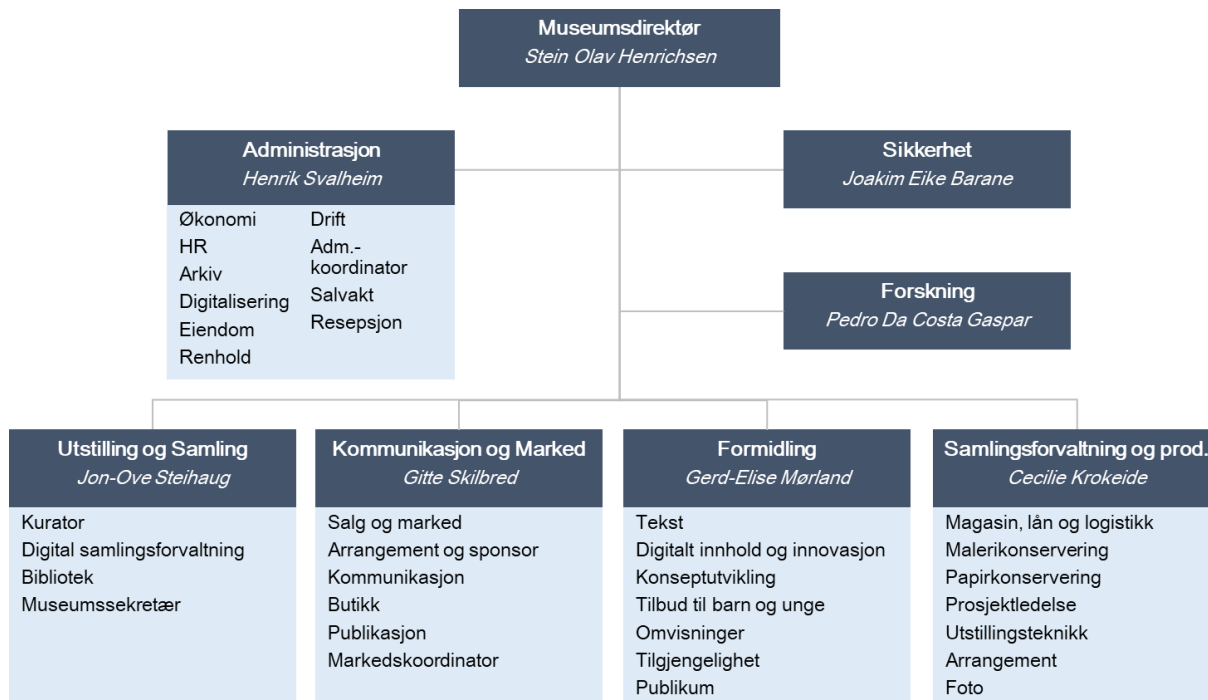 Museumsdirektør
Stein Olav Henrichsen
Administrasjon
Henrik Svalheim
Økonomi
HR
Arkiv
Digitalisering
Eiendom
Renhold
Drift
Adm.-
koordinator
Salvakt
Resepsjon
Sikkerhet
Joakim Eike Barane
Forskning
Pedro Da Costa Gaspar
Utstilling og Samling
Jon-Ove Steihaug
Kurator
Digital samlingsforvaltning
Bibliotek
Museumssekretær
Kommunikasjon og Marked
Gitte Skilbred
Salg og marked
Arrangement og sponsor
Kommunikasjon
Butikk
Publikasjon
Markedskoordinator
Formidling
Gerd-Elise Mørland
Tekst
Digitalt innhold og innovasjon
Konseptutvikling
Tilbud til barn og unge
Omvisninger
Tilgjengelighet
Publikum
Samlingsforvaltning og prod.
Cecilie Krokeide
Magasin, lån og logistikk
Malerikonservering
Papirkonservering
Prosjektledelse
Utstillingsteknikk
Arrangement
Foto